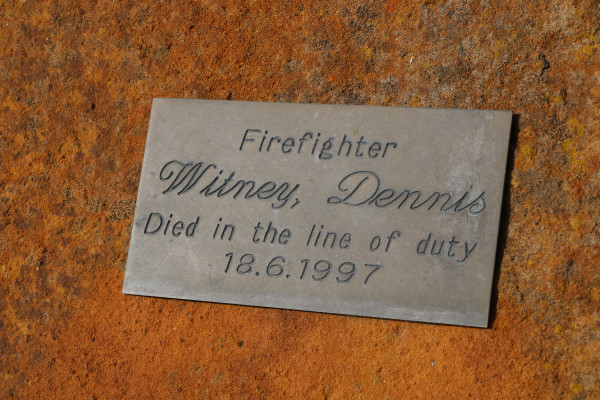 Firefighter
Witney, Dennis
Died in the line of duty
18.6.1997